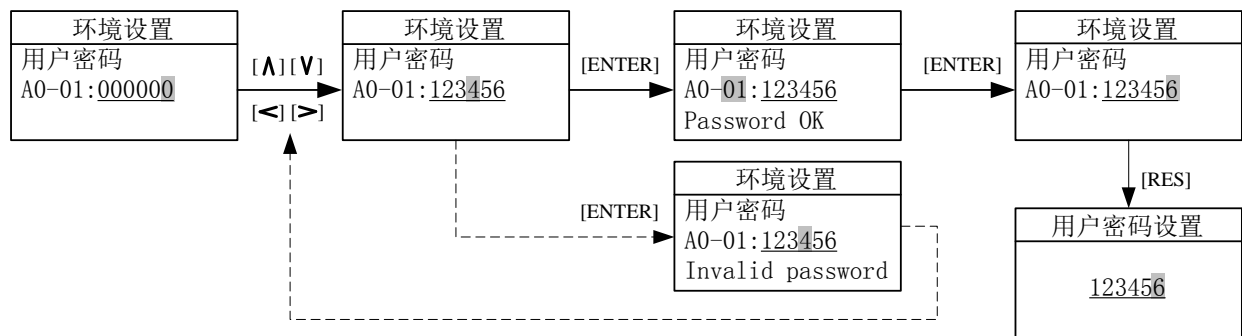 环境设置
用户密码
A0-01:000000
[∧][∨]
[<][>]
环境设置
用户密码
A0-01:123456
[ENTER]
环境设置
用户密码
A0-01:123456
Password OK
[ENTER]
环境设置
用户密码
A0-01:123456
[ENTER]
环境设置
用户密码
A0-01:123456
Invalid password
[RES]
用户密码设置
123456